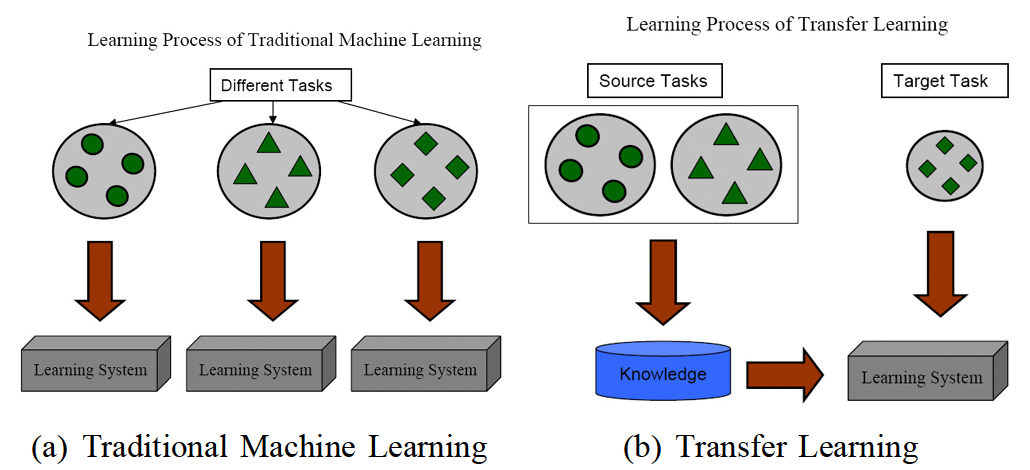 Learning Process of Traditional Machine Learning
Different Tasks
Learning System
Learning System
Learning System
(a) Traditional Machine Learning
Learning Process of Transfer Learning
Source Tasks
Target Task
Knowledge
Learning System
(b) Transfer Learning